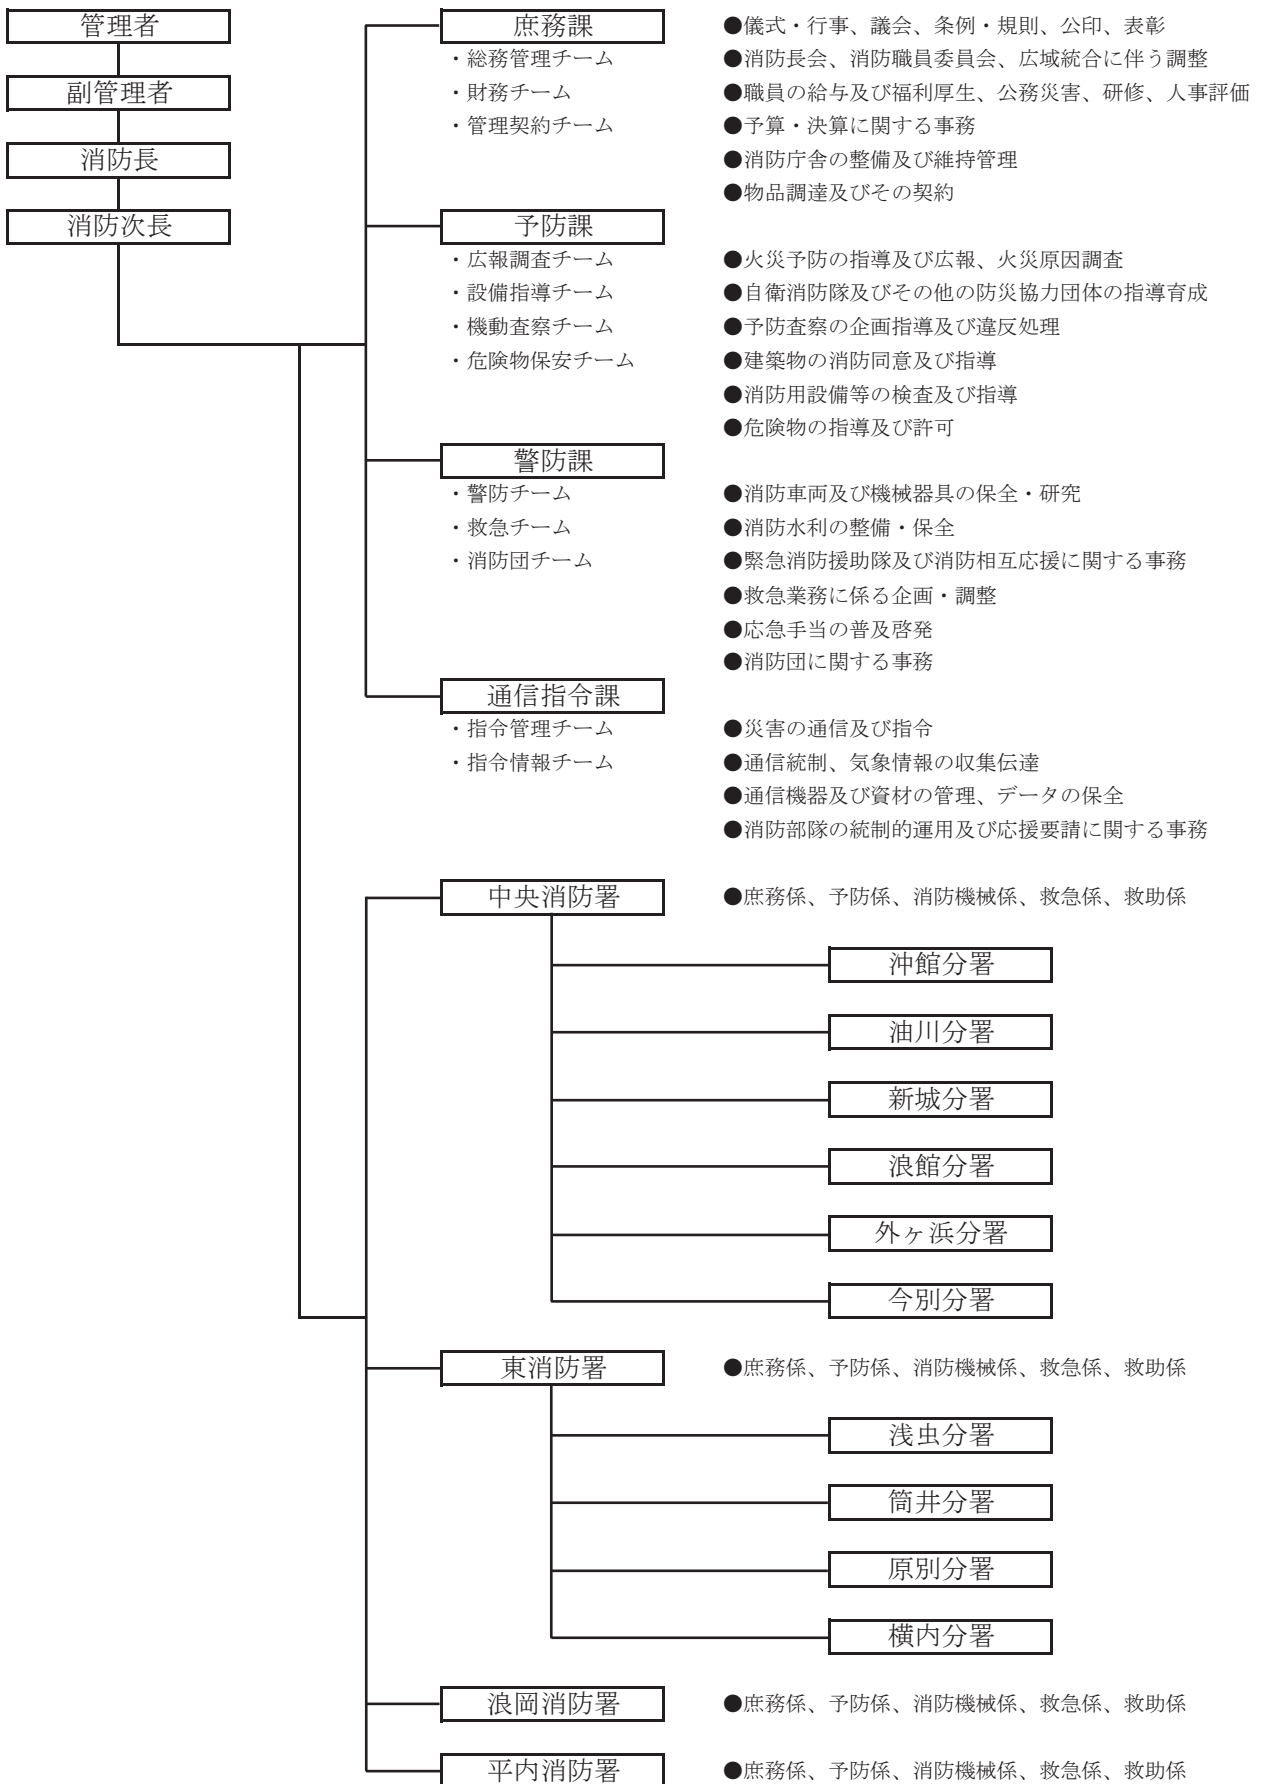 管理者
副管理者
消防長
消防次長
庶務課
●儀式・行事、議会、条例・規則、公印、表彰
・総務管理チーム
●消防長会、消防職員委員会、広域統合に伴う調整
・財務チーム
●職員の給与及び福利厚生、公務災害、研修、人事評価
・管理契約チーム
●予算・決算に関する事務
●消防庁舎の整備及び維持管理
●物品調達及びその契約
予防課
・広報調査チーム
●火災予防の指導及び広報、火災原因調査
・設備指導チーム
●自衛消防隊及びその他の防災協力団体の指導育成
・機動査察チーム
●予防査察の企画指導及び違反処理
・危険物保安チーム
●建築物の消防同意及び指導
●消防用設備等の検査及び指導
●危険物の指導及び許可
警防課
・警防チーム
●消防車両及び機械器具の保全・研究
・救急チーム
●消防水利の整備・保全
・消防団チーム
●緊急消防援助隊及び消防相互応援に関する事務
●救急業務に係る企画・調整
●応急手当の普及啓発
●消防団に関する事務
通信指令課
・指令管理チーム
●災害の通信及び指令
・指令情報チーム
●通信統制、気象情報の収集伝達
●通信機器及び資材の管理、データの保全
●消防部隊の統制的運用及び応援要請に関する事務
中央消防署
●庶務係、予防係、消防機械係、救急係、救助係
沖館分署
油川分署
新城分署
浪館分署
外ヶ浜分署
今別分署
東消防署
●庶務係、予防係、消防機械係、救急係、救助係
浅虫分署
筒井分署
原別分署
横内分署
浪岡消防署
●庶務係、予防係、消防機械係、救急係、救助係
平内消防署
●庶務係、予防係、消防機械係、救急係、救助係